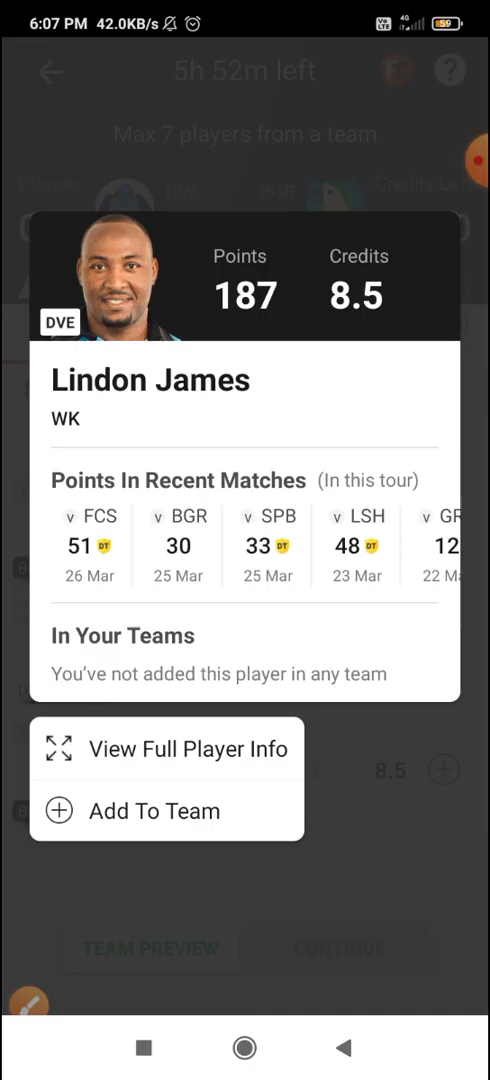 6:07 PM 42.0KB/s
Vo LTE 4G 59
5h 52m left
Max 7 players from a team
Players DVE BGR Credits Left
Points Credits
187 8.5
DVE
Lindon James
WK
Points In Recent Matches (In this tour)
v FCS v BGR v SPB v LSH v GR
51 DT 30 33 DT 48 DT 12
26 Mar 25 Mar 25 Mar 23 Mar 22 Ma
In Your Teams
You've not added this player in any team
View Full Player Info
8.5
Add To Team
TEAM PREVIEW CONTINUE